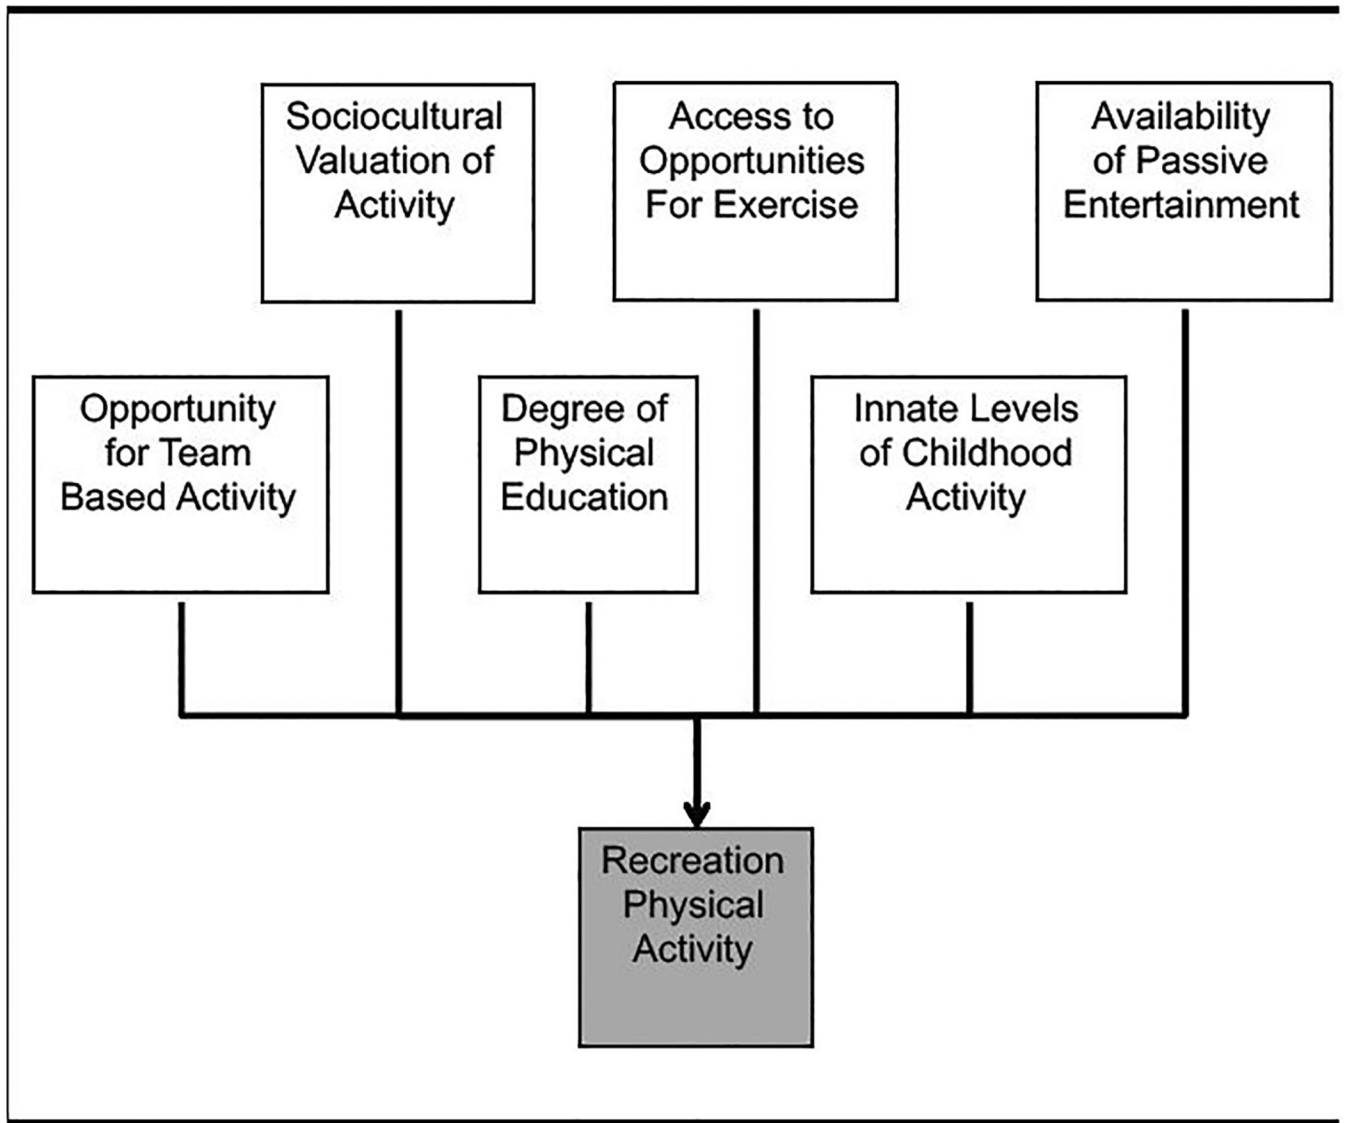 Sociocultural
Valuation of
Activity
Access to
Opportunities
For Exercise
Availability
of Passive
Entertainment
Opportunity
for Team
Based Activity
Degree of
Physical
Education
Innate Levels
of Childhood
Activity
Recreation
Physical
Activity